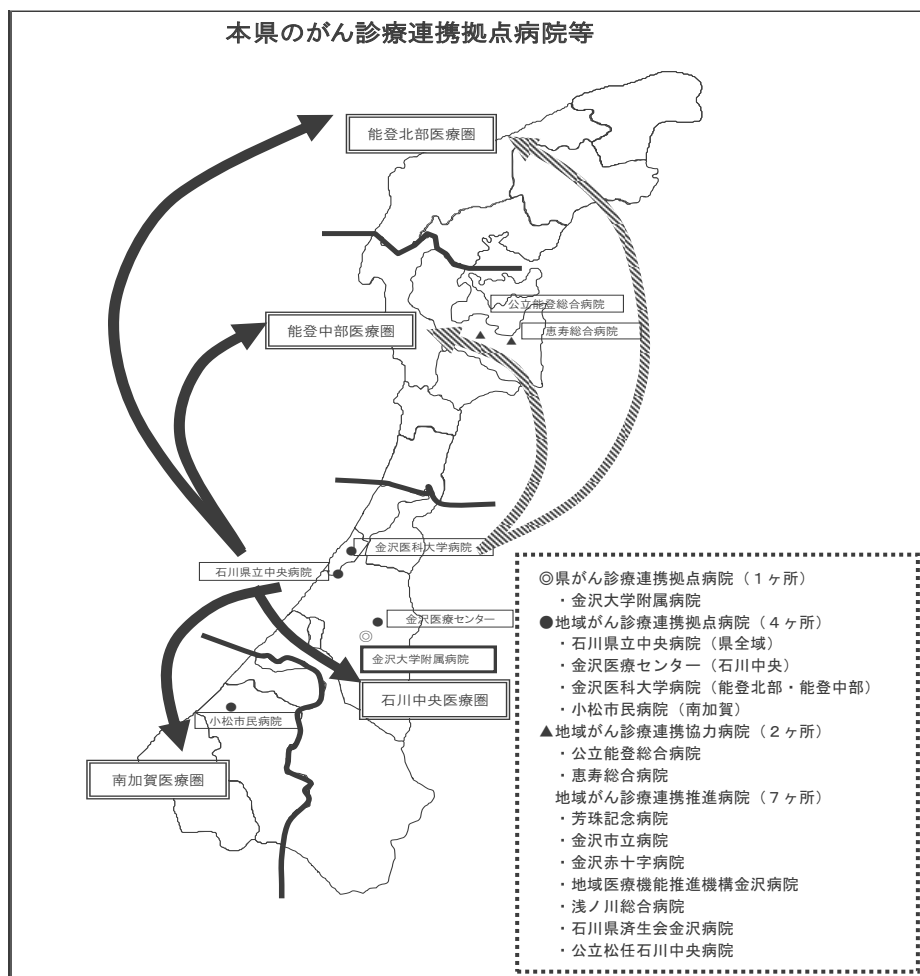 本県のがん診療連携拠点病院等
能登北部医療圏
公立能登総合病院
能登中部医療圏
恵寿総合病院
金沢医科大学病院
石川県立中央病院
金沢医療センター
◎
金沢大学附属病院
石川中央医療圏
小松市民病院
南加賀医療圏
◎県がん診療連携拠点病院（１ヶ所）
・金沢大学附属病院
●地域がん診療連携拠点病院（４ヶ所）
・石川県立中央病院（県全域）
・金沢医療センター（石川中央）
・金沢医科大学病院（能登北部・能登中部）
・小松市民病院（南加賀）
▲地域がん診療連携協力病院（２ヶ所）
・公立能登総合病院
・恵寿総合病院
地域がん診療連携推進病院（７ヶ所）
・芳珠記念病院
・金沢市立病院
・金沢赤十字病院
・地域医療機能推進機構金沢病院
・浅ノ川総合病院
・石川県済生会金沢病院
・公立松任石川中央病院